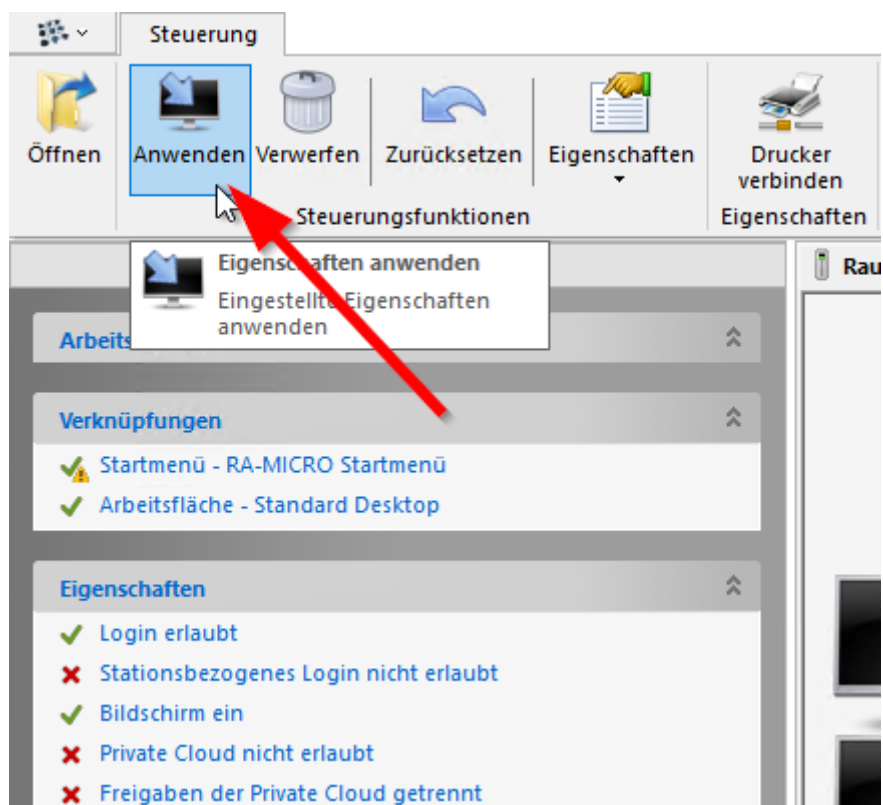 Steuerung
Öffnen
Anwenden
Verwerfen
Zurücksetzen
Eigenschaften
Drucker
verbinden
Steuerungsfunktionen
Eigenschaften
Eigenschaften anwenden
Eingestellte Eigenschaften
anwenden
Rau
Arbeits
Verknüpfungen
Startmenü - RA-MICRO Startmenü
Arbeitsfläche - Standard Desktop
Eigenschaften
Login erlaubt
Stationsbezogenes Login nicht erlaubt
Bildschirm ein
Private Cloud nicht erlaubt
Freigaben der Private Cloud getrennt